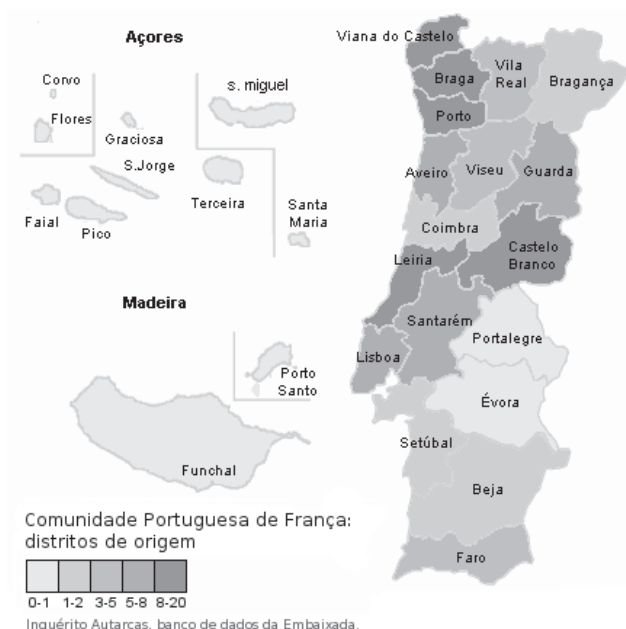 Açores
Corvo
Flores
Graciosa
s. miguel
S.Jorge
Terceira
Faial
Pico
Santa
Maria
Madeira
Porto
Santo
Funchal
Viana do Castelo
Braga
Vila
Real
Bragança
Porto
Aveiro
Viseu
Guarda
Coimbra
Leiria
Castelo
Branco
Santarém
Portalegre
Lisboa
Évora
Setúbal
Beja
Faro
Comunidade Portuguesa de França:
distritos de origem
0-1 1-2 3-5 5-8 8-20
Inquérito Autarcas, banco de dados da Embaixada.